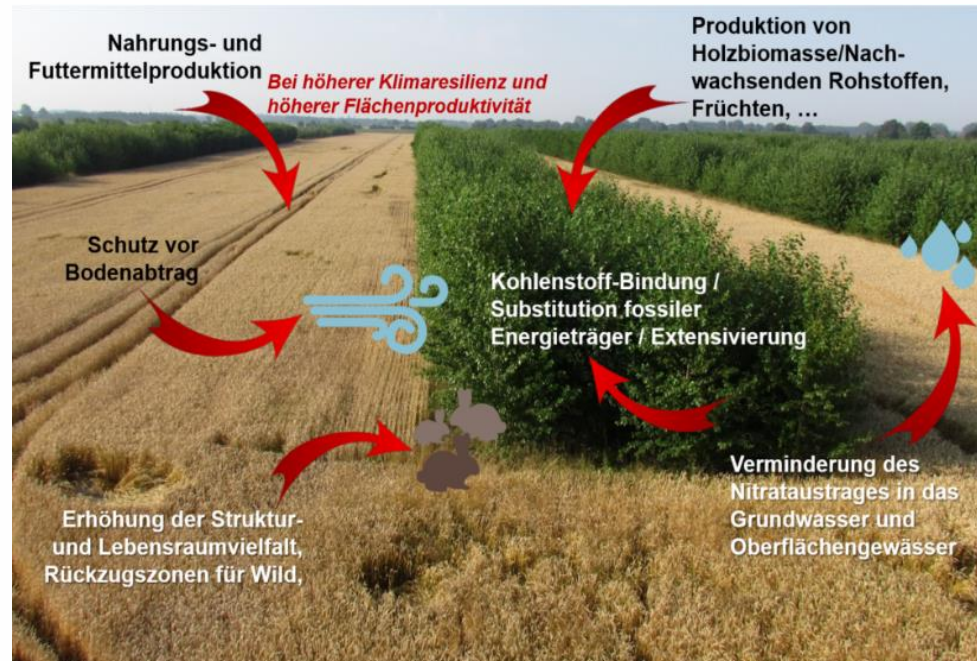 Nahrungs- und
Futtermittelproduktion
Bei höherer Klimaresilienz und
höherer Flächenproduktivität
Produktion von
Holzbiomasse/Nach-
wachsenden Rohstoffen,
Früchten, ...
Schutz vor
Bodenabtrag
Kohlenstoff-Bindung /
Substitution fossiler
Energieträger / Extensivierung
Erhöhung der Struktur-
und Lebensraumvielfalt,
Rückzugszonen für Wild,
Verminderung des
Nitrataustrages in das
Grundwasser und
Oberflächengewässer